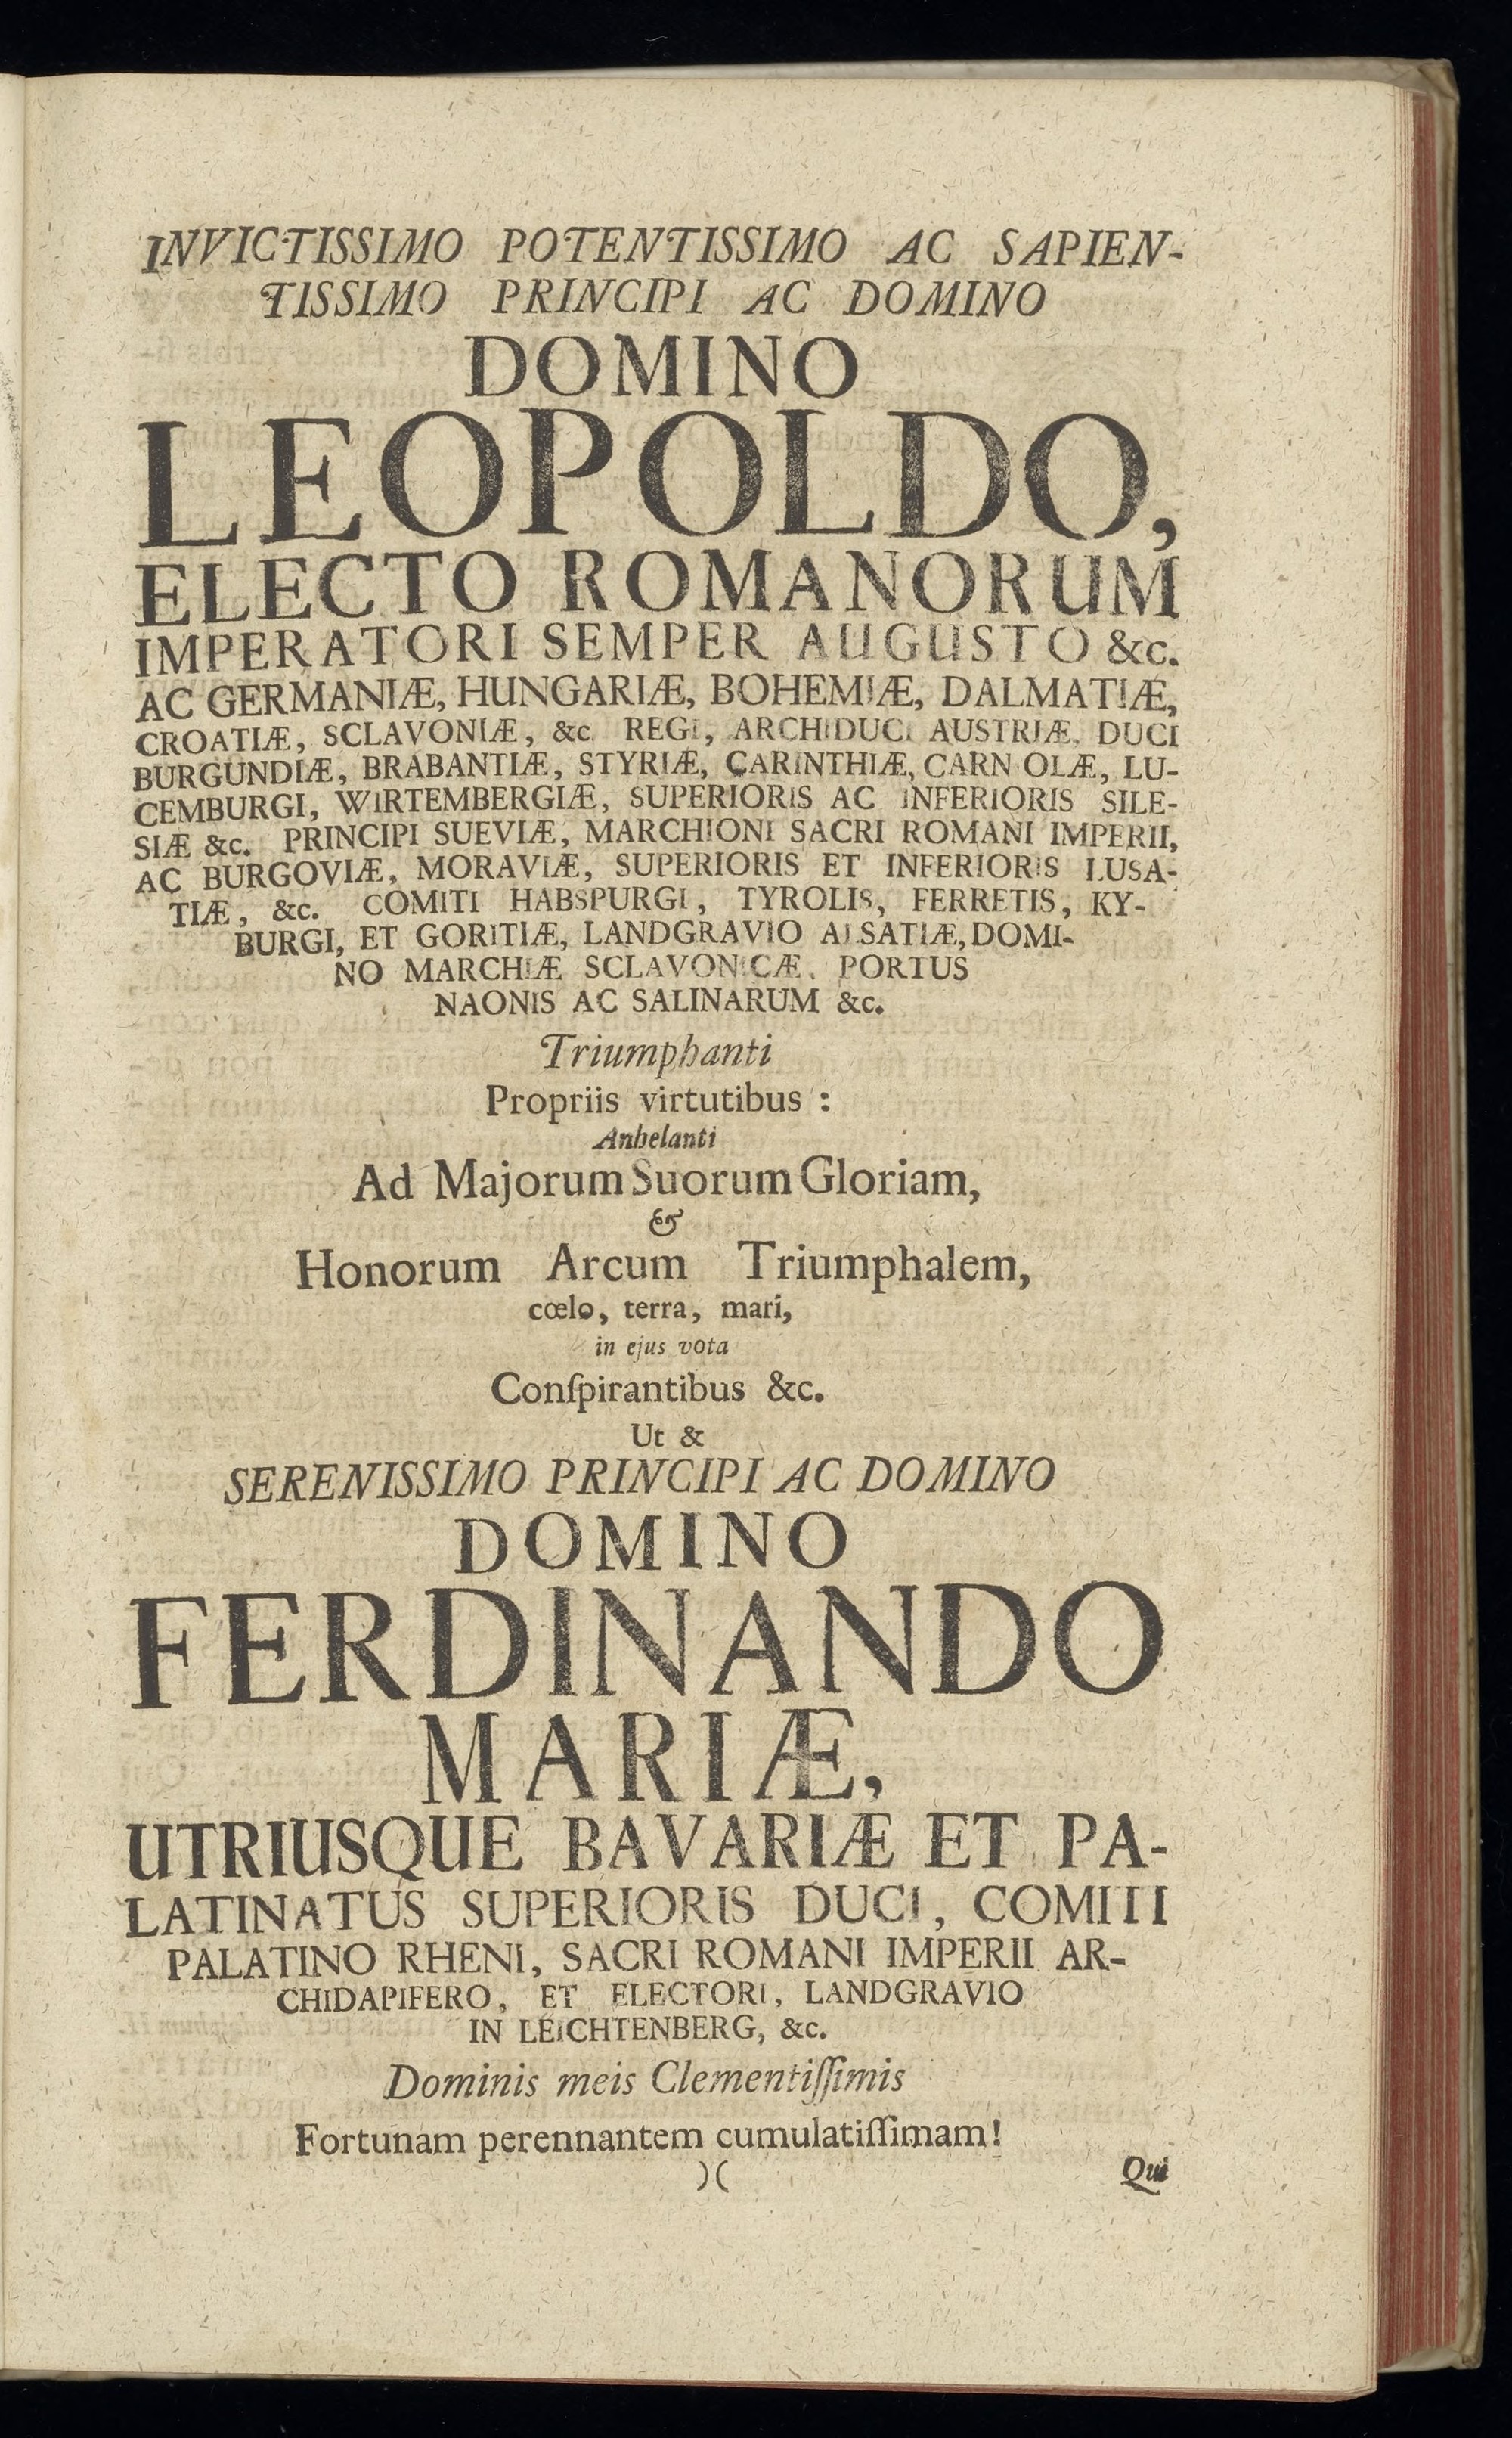 INVICTISSIMO POTENTISSIMO AC SAPIEN-
TISSIMO PRINCIPI AC DOMINO
DOMINO
LEOPOLDO,
ELECTO ROMANORUM
IMPERATORI SEMPER AUGUSTO &c.
AC GERMANIÆ, HUNGARIÆ, BOHEMIÆ, DALMATIÆ,
CROATIÆ, SCLAVONIÆ, &c. REGI, ARCHIDUCI AUSTRIÆ, DUCI
BURGUNDIÆ, BRABANTIÆ, STYRIÆ, CARINTHIÆ, CARNIOLÆ, LU-
CEMBURGI, WIRTEMBERGIÆ, SUPERIORIS AC INFERIORIS SILE-
SIÆ &c. PRINCIPI SUEVIÆ, MARCHIONI SACRI ROMANI IMPERII,
AC BURGOVIÆ, MORAVIÆ, SUPERIORIS ET INFERIORIS LUSA-
TIÆ, &c. COMITI HABSPURGI, TYROLIS, FERRETIS, KY-
BURGI, ET GORITIÆ, LANDGRAVIO ALSATIÆ, DOMI-
NO MARCHIÆ SCLAVONICÆ, PORTUS
NAONIS AC SALINARUM &c.
Triumphanti
Propriis virtutibus :
Anhelanti
Ad Majorum Suorum Gloriam,
&
Honorum Arcum Triumphalem,
cœlo, terra, mari,
in ejus vota
Conſpirantibus &c.
Ut &
SERENISSIMO PRINCIPI AC DOMINO
DOMINO
FERDINANDO
MARIÆ,
UTRIUSQUE BAVARIÆ ET PA-
LATINATUS SUPERIORIS DUCI, COMITI
PALATINO RHENI, SACRI ROMANI IMPERII AR-
CHIDAPIFERO, ET ELECTORI, LANDGRAVIO
IN LEICHTENBERG, &c.
Dominis meis Clementiſſimis
Fortunam perennantem cumulatiſſimam!
)(
Qui